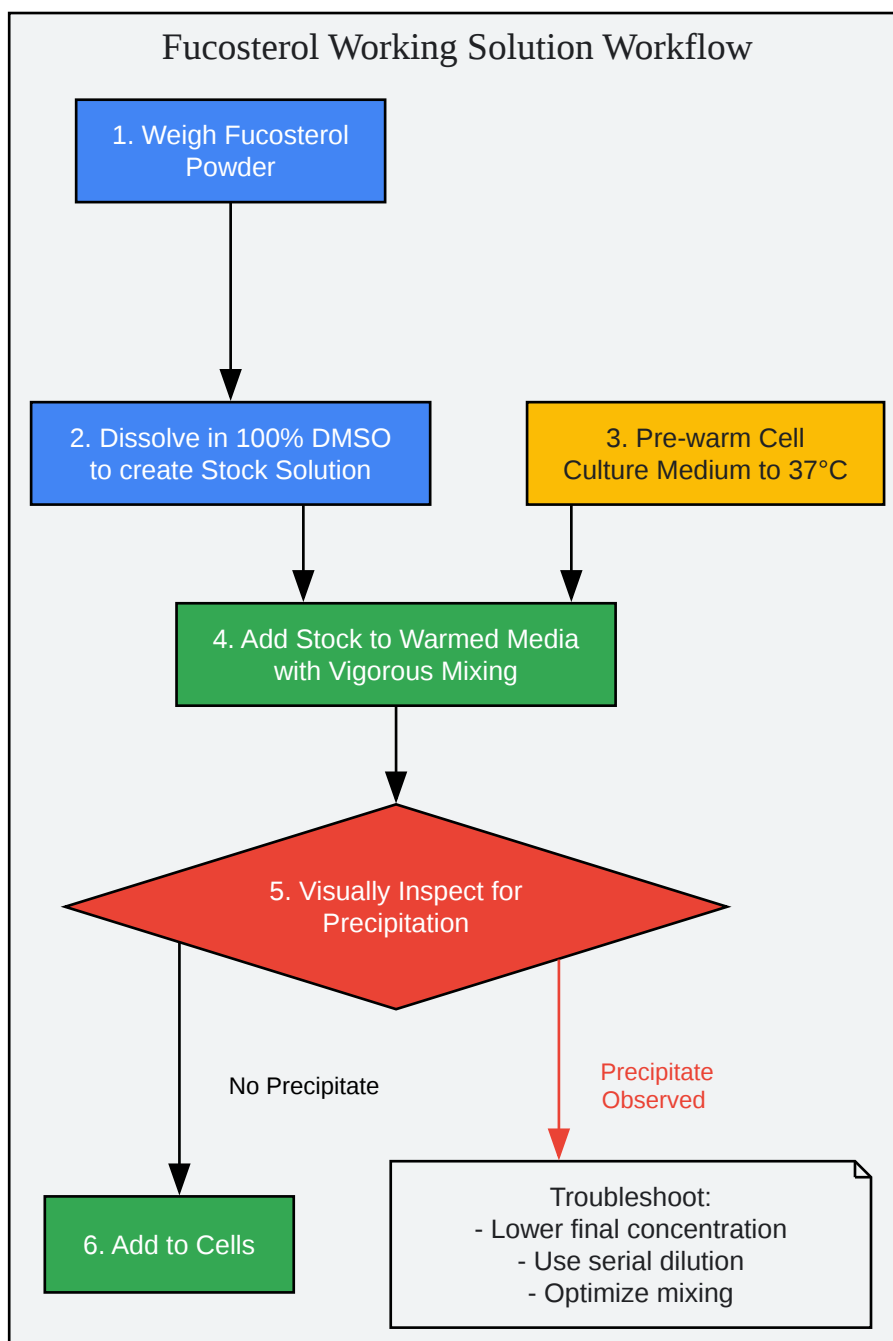 Fucosterol Working Solution Workflow
1. Weigh Fucosterol
Powder
2. Dissolve in 100% DMSO
to create Stock Solution
3. Pre-warm Cell
Culture Medium to 37°C
4. Add Stock to Warmed Media
with Vigorous Mixing
5. Visually Inspect for
Precipitation
No Precipitate
Precipitate
Observed
6. Add to Cells
Troubleshoot:
- Lower final concentration
- Use serial dilution
- Optimize mixing